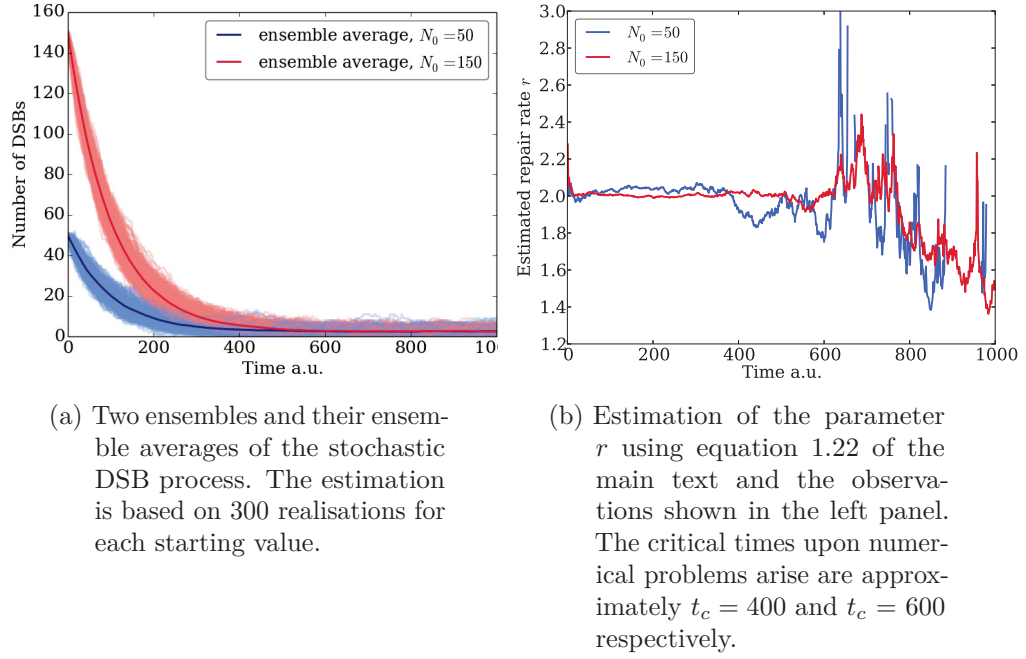 160
140
120
100
80
60
40
20
0
Number of DSBs
ensemble average, N₀ = 50
ensemble average, N₀ = 150
0 200 400 600 800 10
Time a.u.
3.0
2.8
2.6
2.4
2.2
2.0
1.8
1.6
1.4
1.2
Estimated repair rate r
N₀ = 50
N₀ = 150
0 200 400 600 800 1000
Time a.u.
(a) Two ensembles and their ensem-
ble averages of the stochastic
DSB process. The estimation
is based on 300 realisations for
each starting value.
(b) Estimation of the parameter
r using equation 1.22 of the
main text and the observa-
tions shown in the left panel.
The critical times upon numer-
ical problems arise are approx-
imately t_c = 400 and t_c = 600
respectively.